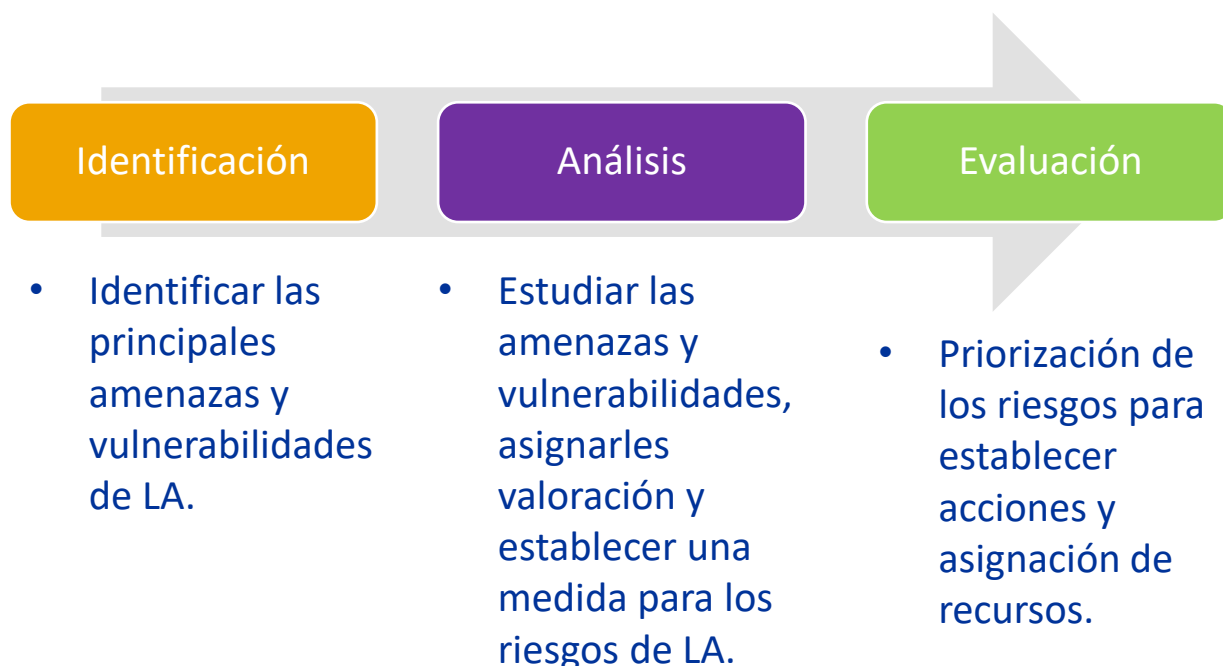 Identificación
Análisis
Evaluación
• Identificar las
principales
amenazas y
vulnerabilidades
de LA.
• Estudiar las
amenazas y
vulnerabilidades,
asignarles
valoración y
establecer una
medida para los
riesgos de LA.
• Priorización de
los riesgos para
establecer
acciones y
asignación de
recursos.